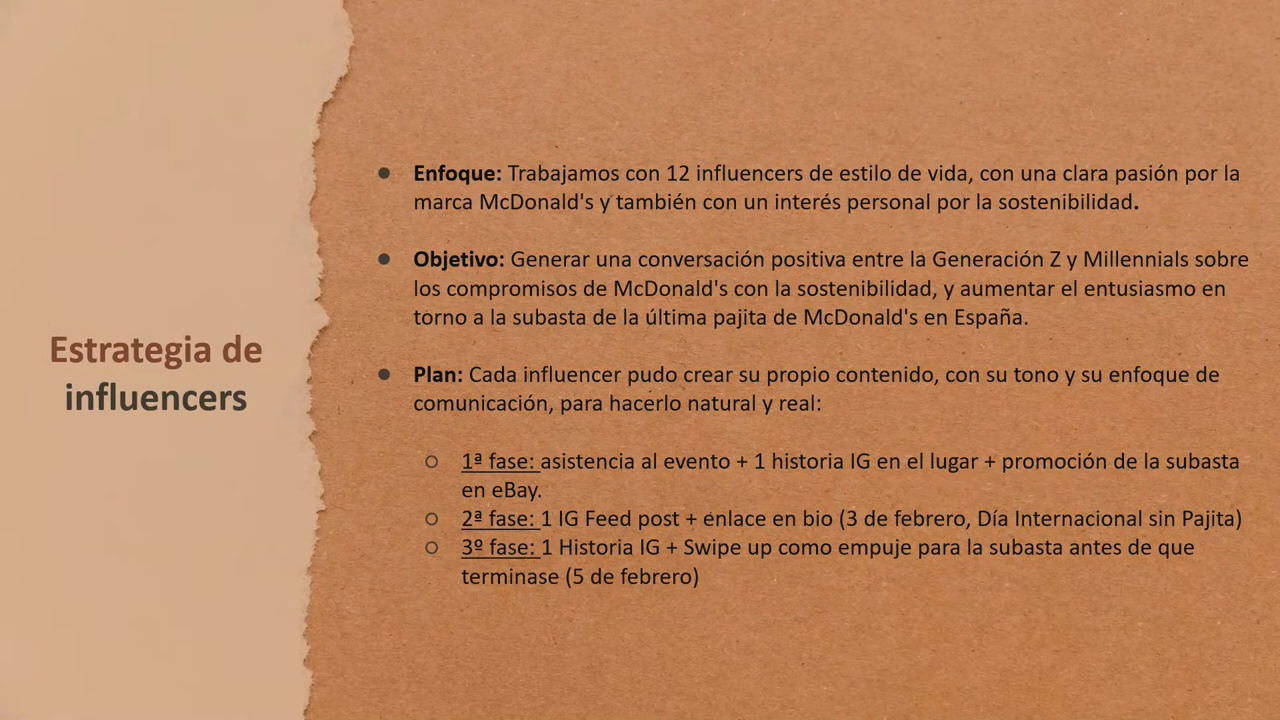 Estrategia de
influencers
● Enfoque: Trabajamos con 12 influencers de estilo de vida, con una clara pasión por la
marca McDonald's y también con un interés personal por la sostenibilidad.
● Objetivo: Generar una conversación positiva entre la Generación Z y Millennials sobre
los compromisos de McDonald's con la sostenibilidad, y aumentar el entusiasmo en
torno a la subasta de la última pajita de McDonald's en España.
● Plan: Cada influencer pudo crear su propio contenido, con su tono y su enfoque de
comunicación, para hacerlo natural y real:
○ 1ª fase: asistencia al evento + 1 historia IG en el lugar + promoción de la subasta
en eBay.
○ 2ª fase: 1 IG Feed post + enlace en bio (3 de febrero, Día Internacional sin Pajita)
○ 3º fase: 1 Historia IG + Swipe up como empuje para la subasta antes de que
terminase (5 de febrero)